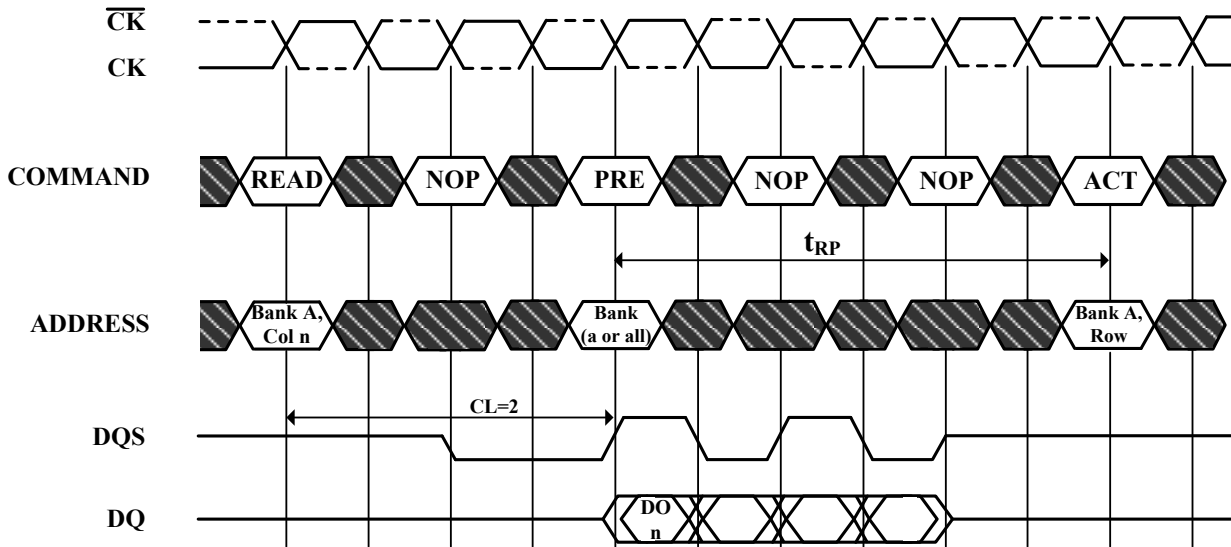 CK
CK
COMMAND
READ
NOP
PRE
NOP
NOP
ACT
tRP
ADDRESS
Bank A,
Col n
Bank
(a or all)
Bank A,
Row
CL=2
DQS
DQ
DO
n